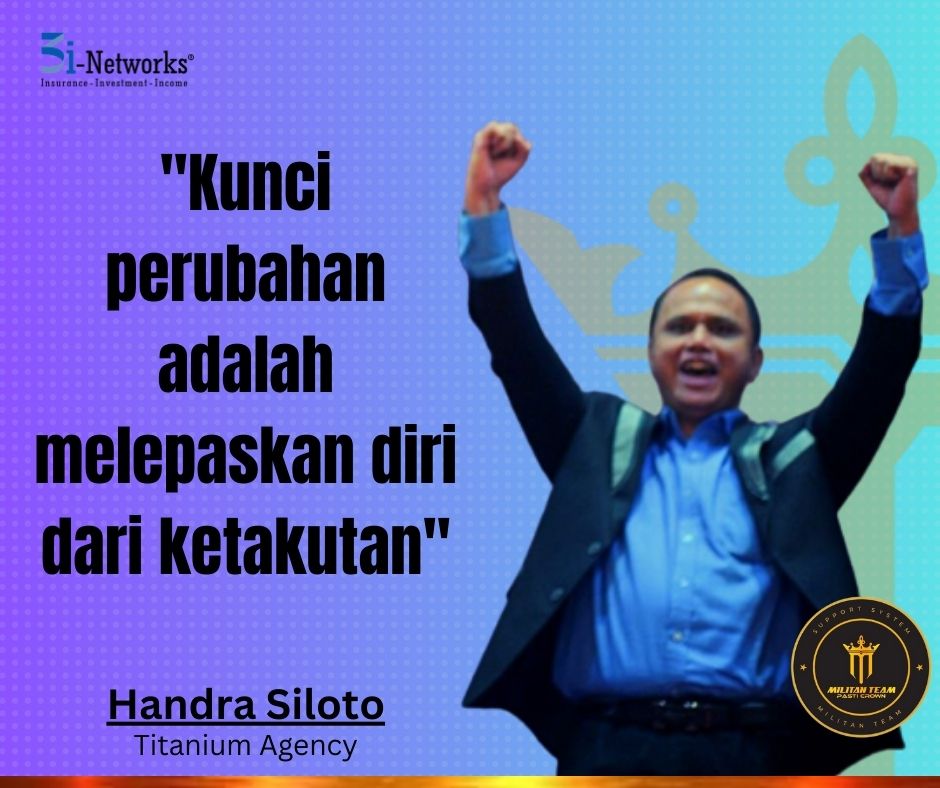 3i-Networks®
Insurance - Investment - Income
"Kunci
perubahan
adalah
melepaskan diri
dari ketakutan"
Handra Siloto
Titanium Agency
SUPPORT SYSTEM
MILITAN TEAM
PASTI CROWN
MILITAN TEAM